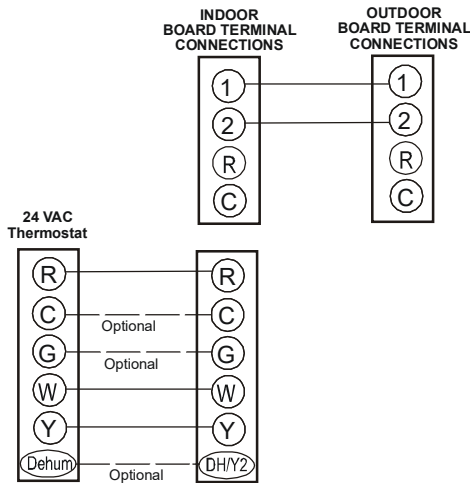 INDOOR
BOARD TERMINAL
CONNECTIONS
OUTDOOR
BOARD TERMINAL
CONNECTIONS
1 1
2 2
R R
C C
24 VAC
Thermostat
R R
C C
Optional
G G
Optional
W W
Y Y
Dehum DH/Y2
Optional